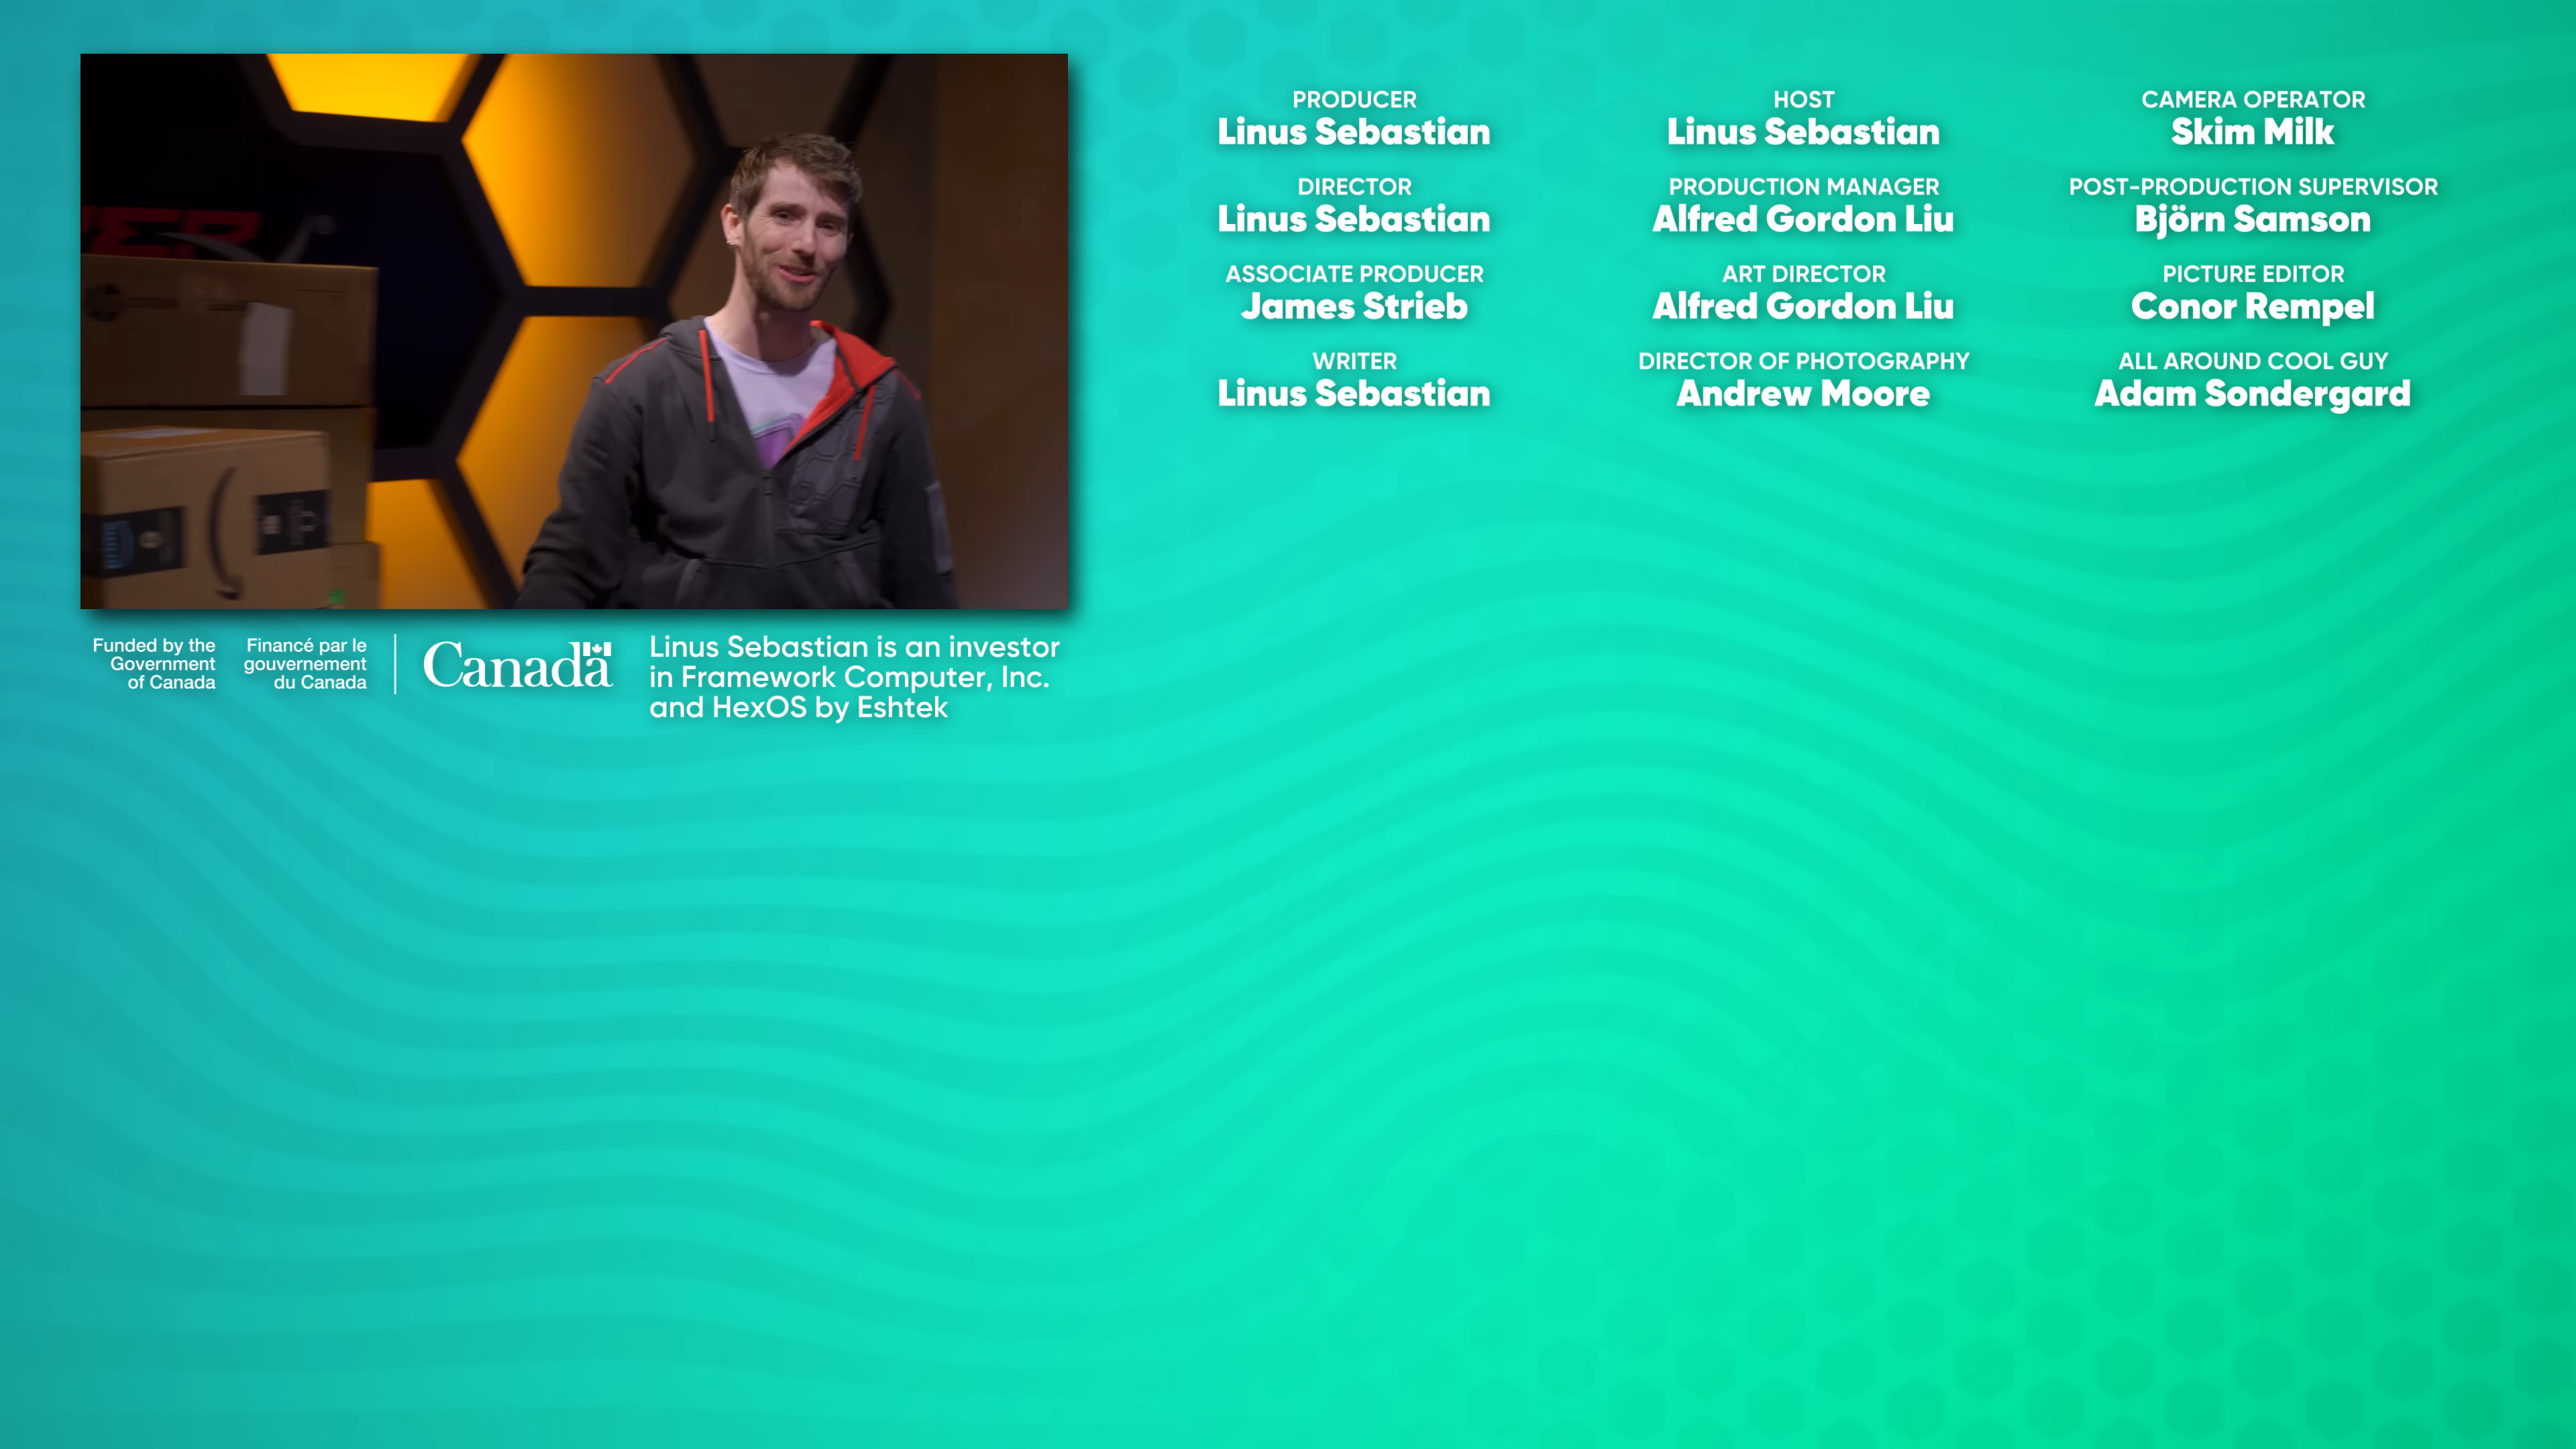 PRODUCER
Linus Sebastian
DIRECTOR
Linus Sebastian
ASSOCIATE PRODUCER
James Strieb
WRITER
Linus Sebastian
HOST
Linus Sebastian
PRODUCTION MANAGER
Alfred Gordon Liu
ART DIRECTOR
Alfred Gordon Liu
DIRECTOR OF PHOTOGRAPHY
Andrew Moore
CAMERA OPERATOR
Skim Milk
POST-PRODUCTION SUPERVISOR
Björn Samson
PICTURE EDITOR
Conor Rempel
ALL AROUND COOL GUY
Adam Sondergard
Funded by the
Government
of Canada
Financé par le
gouvernement
du Canada
Canada
Linus Sebastian is an investor
in Framework Computer, Inc.
and HexOS by Eshtek